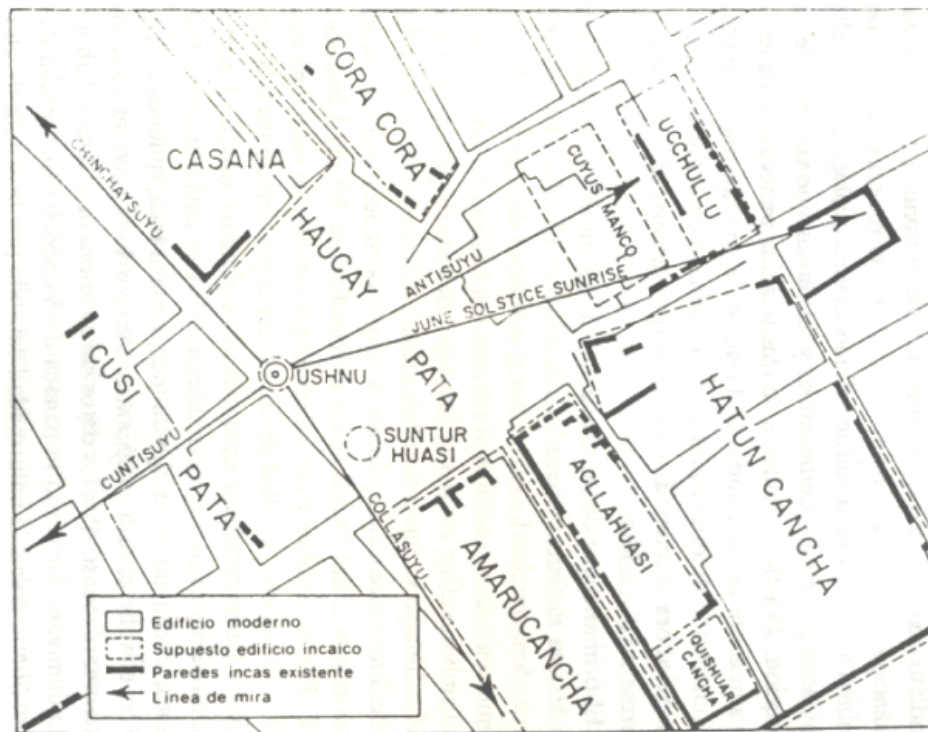 CORA CORA
CASANA
CHINCHAYSUYU
HAUCAY
CUYUS MANCO
UCCHULLU
ANTISUYU
JUNE SOLSTICE SUNRISE
USHNU
CUSI
PATA
SUNTUR
HUASI
HATUN CANCHA
CUNTISUYU
PATA
COLLASUYU
ACLLAHUASI
AMARUCANCHA
IQUISHUAR
CANCHA
Edificio moderno
Supuesto edificio incaico
Paredes incas existente
Linea de mira